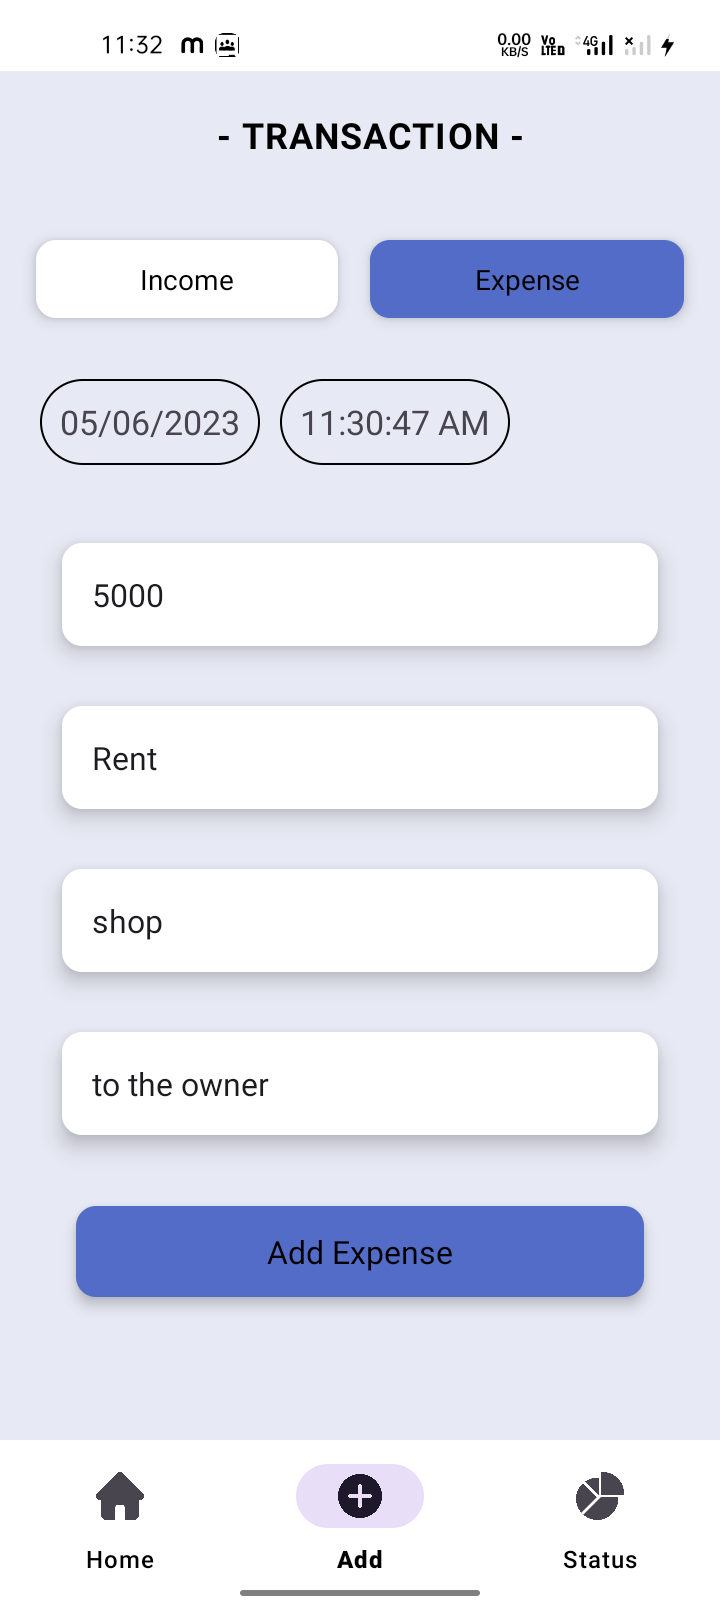 11:32 m 0.00 KB/S Vo LTE 4G
- TRANSACTION -
Income Expense
05/06/2023 11:30:47 AM
5000
Rent
shop
to the owner
Add Expense
Home Add Status